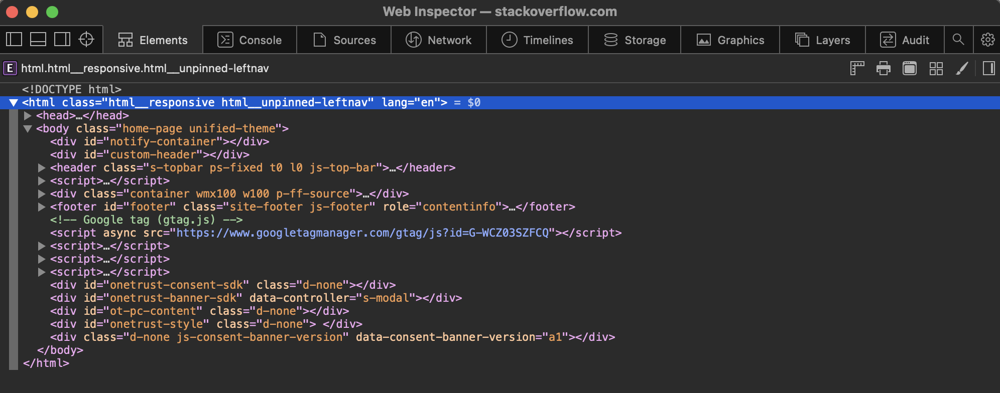 Web Inspector — stackoverflow.com
Elements Console Sources Network Timelines Storage Graphics Layers Audit
E html.html__responsive.html__unpinned-leftnav
<!DOCTYPE html>
<html class="html__responsive html__unpinned-leftnav" lang="en"> = $0
<head>…</head>
<body class="home-page unified-theme">
<div id="notify-container"></div>
<div id="custom-header"></div>
<header class="s-topbar ps-fixed t0 l0 js-top-bar">…</header>
<script>…</script>
<div class="container wmx100 w100 p-ff-source">…</div>
<footer id="footer" class="site-footer js-footer" role="contentinfo">…</footer>
<!-- Google tag (gtag.js) -->
<script async src="https://www.googletagmanager.com/gtag/js?id=G-WCZ03SZFCQ"></script>
<script>…</script>
<script>…</script>
<script>…</script>
<div id="onetrust-consent-sdk" class="d-none"></div>
<div id="onetrust-banner-sdk" data-controller="s-modal"></div>
<div id="ot-pc-content" class="d-none"></div>
<div id="onetrust-style" class="d-none"> </div>
<div class="d-none js-consent-banner-version" data-consent-banner-version="a1"></div>
</body>
</html>